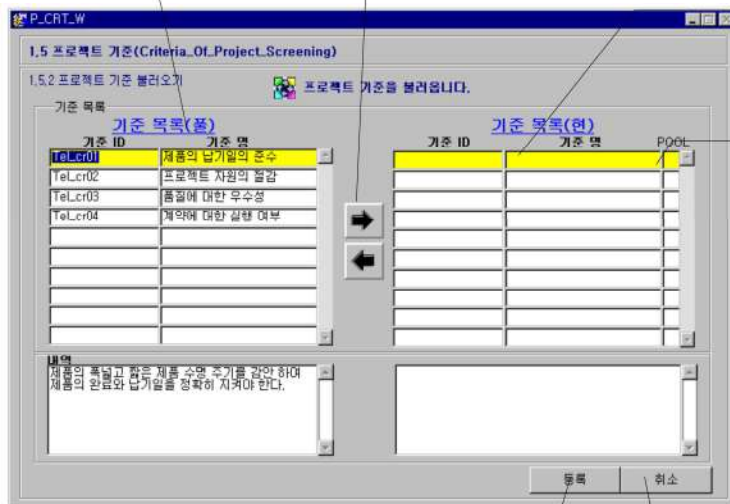 P_CRT_W
1.5 프로젝트 기준(Criteria_Of_Project_Screening)
1.5.2 프로젝트 기준 불러오기
프로젝트 기준을 불러옵니다.
기준 목록
기준 목록(풀)
기준 목록(현)
기준 ID 기준 명
기준 ID 기준 명 POOL
Tel_cr01 제품의 납기일의 준수
Tel_cr02 프로젝트 자원의 절감
Tel_cr03 품질에 대한 우수성
Tel_cr04 계약에 대한 실행 여부
내역
제품의 폭넓고 짧은 제품 수명 주기를 감안 하여
제품의 완료와 납기일을 정확히 지켜야 한다.
등록 취소